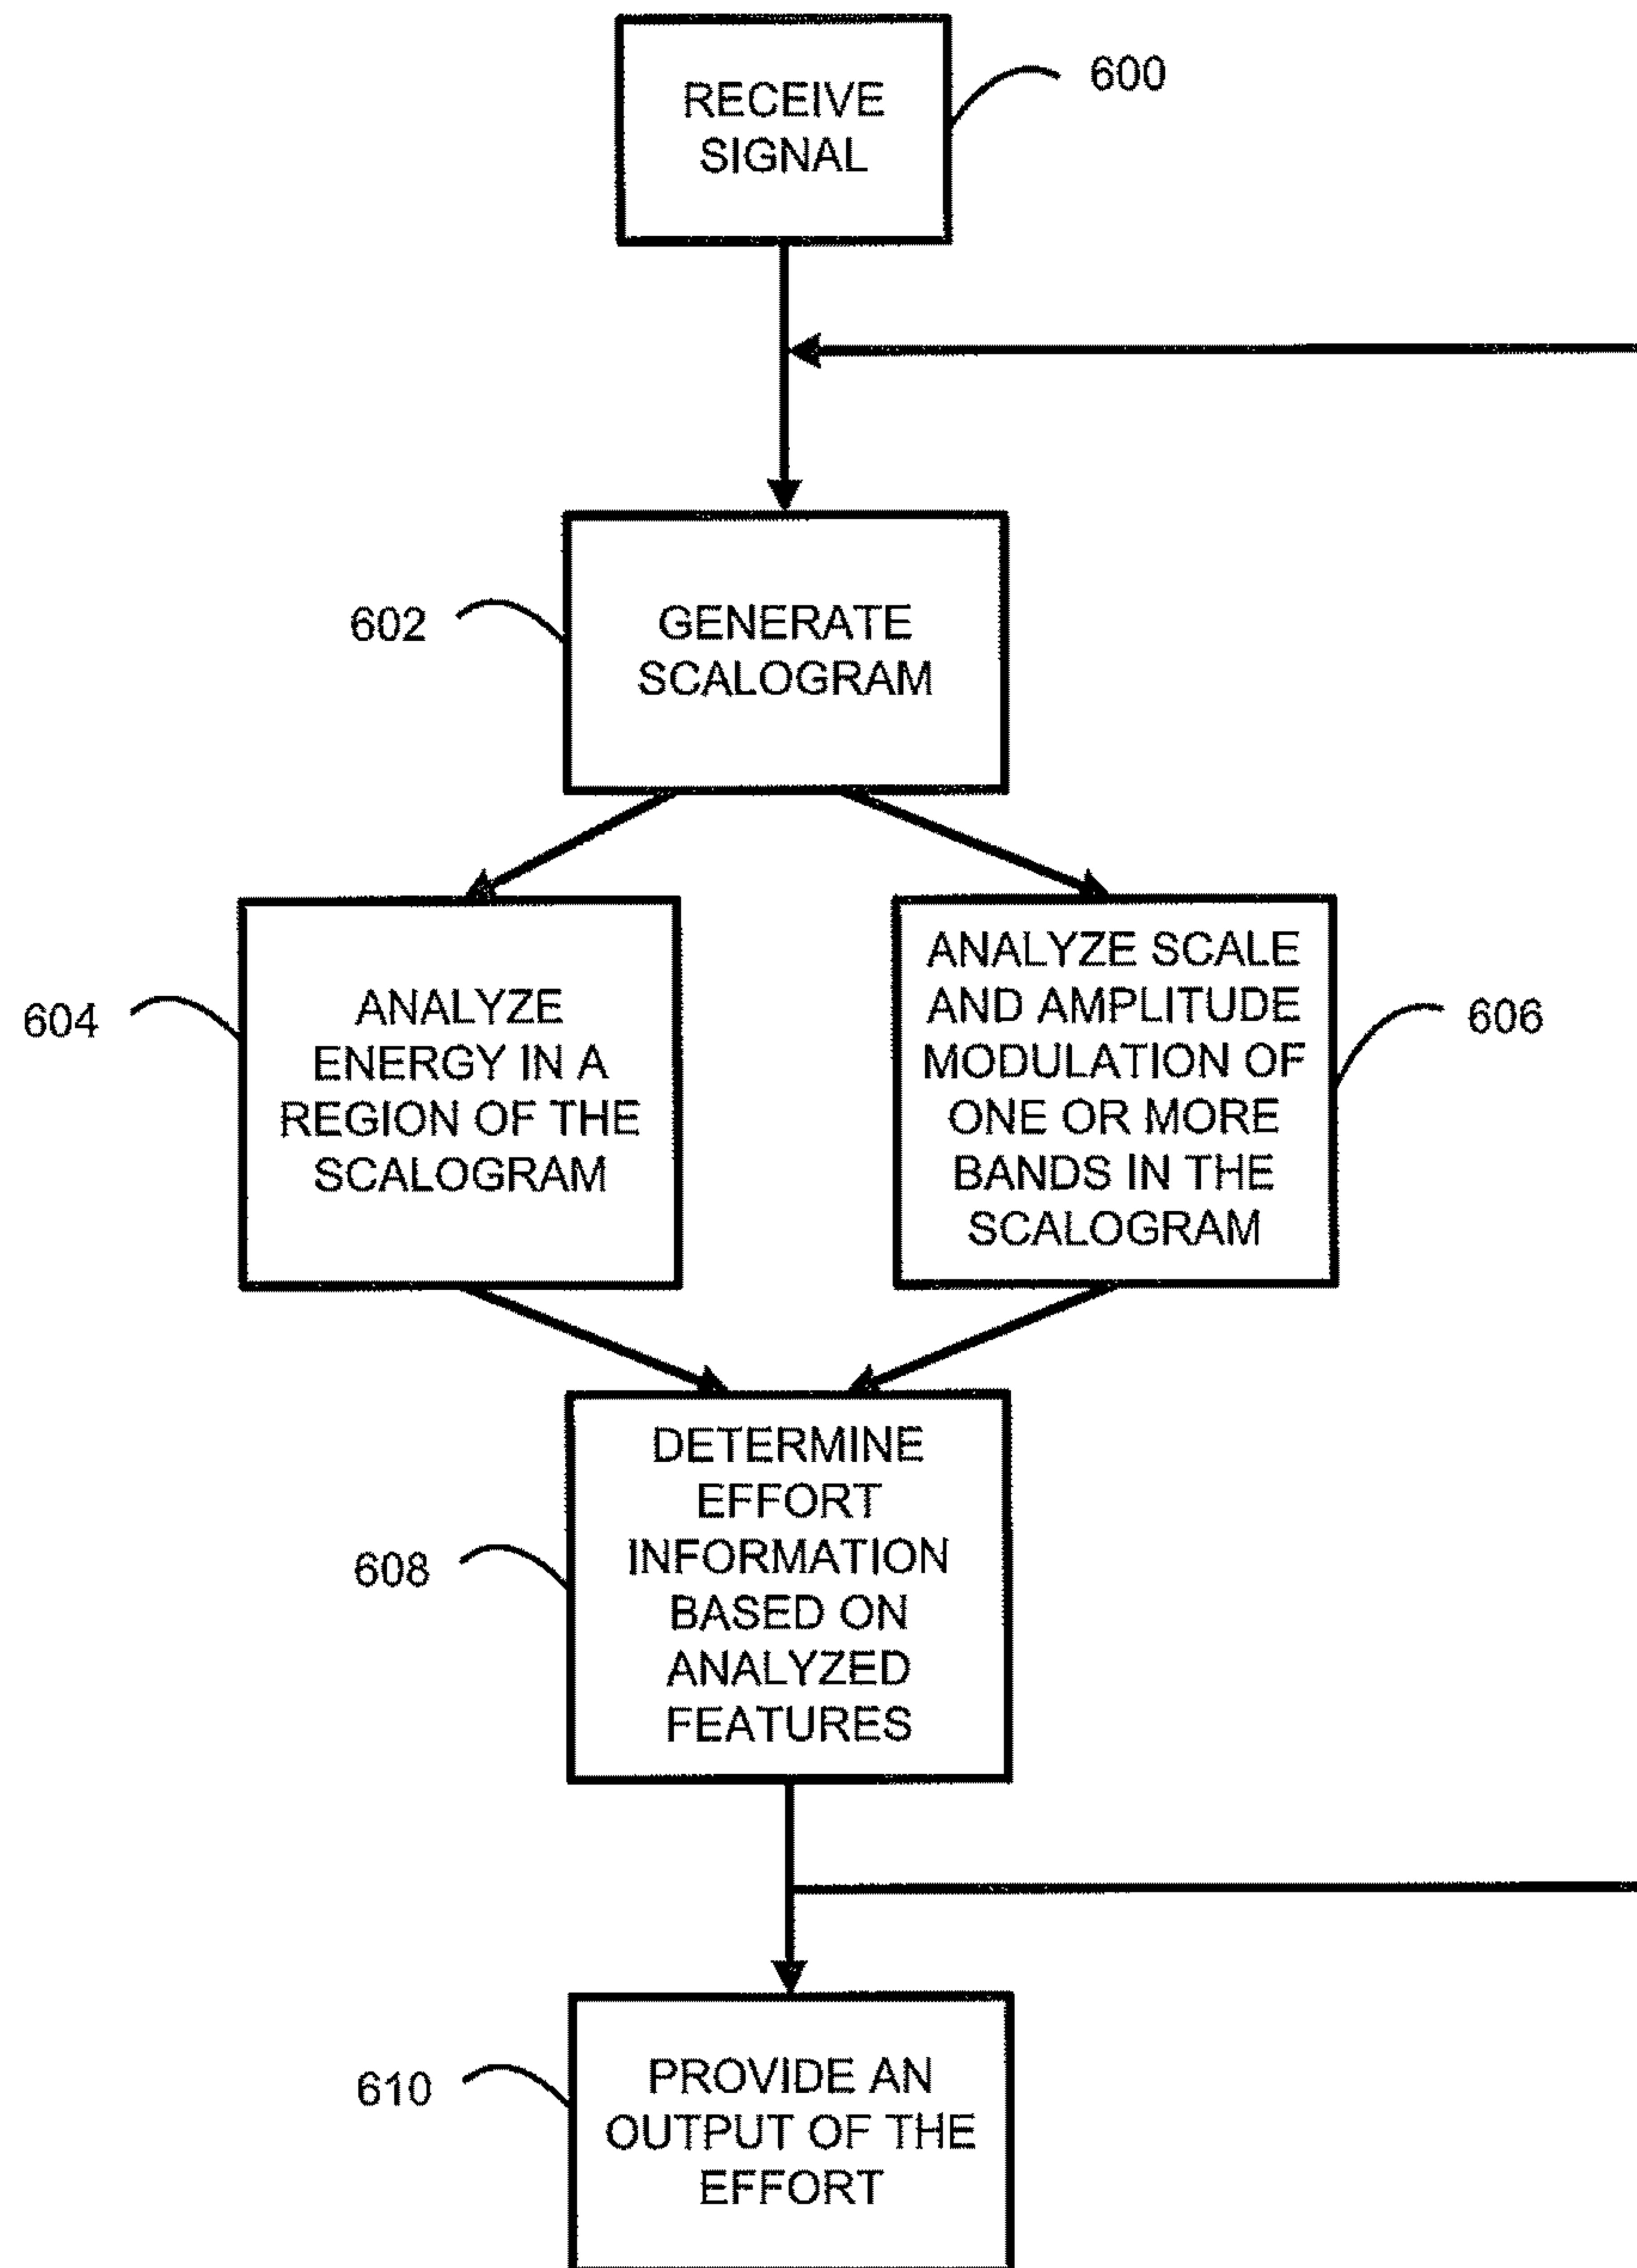 RECEIVE
SIGNAL
600
602
GENERATE
SCALOGRAM
604
ANALYZE
ENERGY IN A
REGION OF THE
SCALOGRAM
ANALYZE SCALE
AND AMPLITUDE
MODULATION OF
ONE OR MORE
BANDS IN THE
SCALOGRAM
606
608
DETERMINE
EFFORT
INFORMATION
BASED ON
ANALYZED
FEATURES
610
PROVIDE AN
OUTPUT OF THE
EFFORT